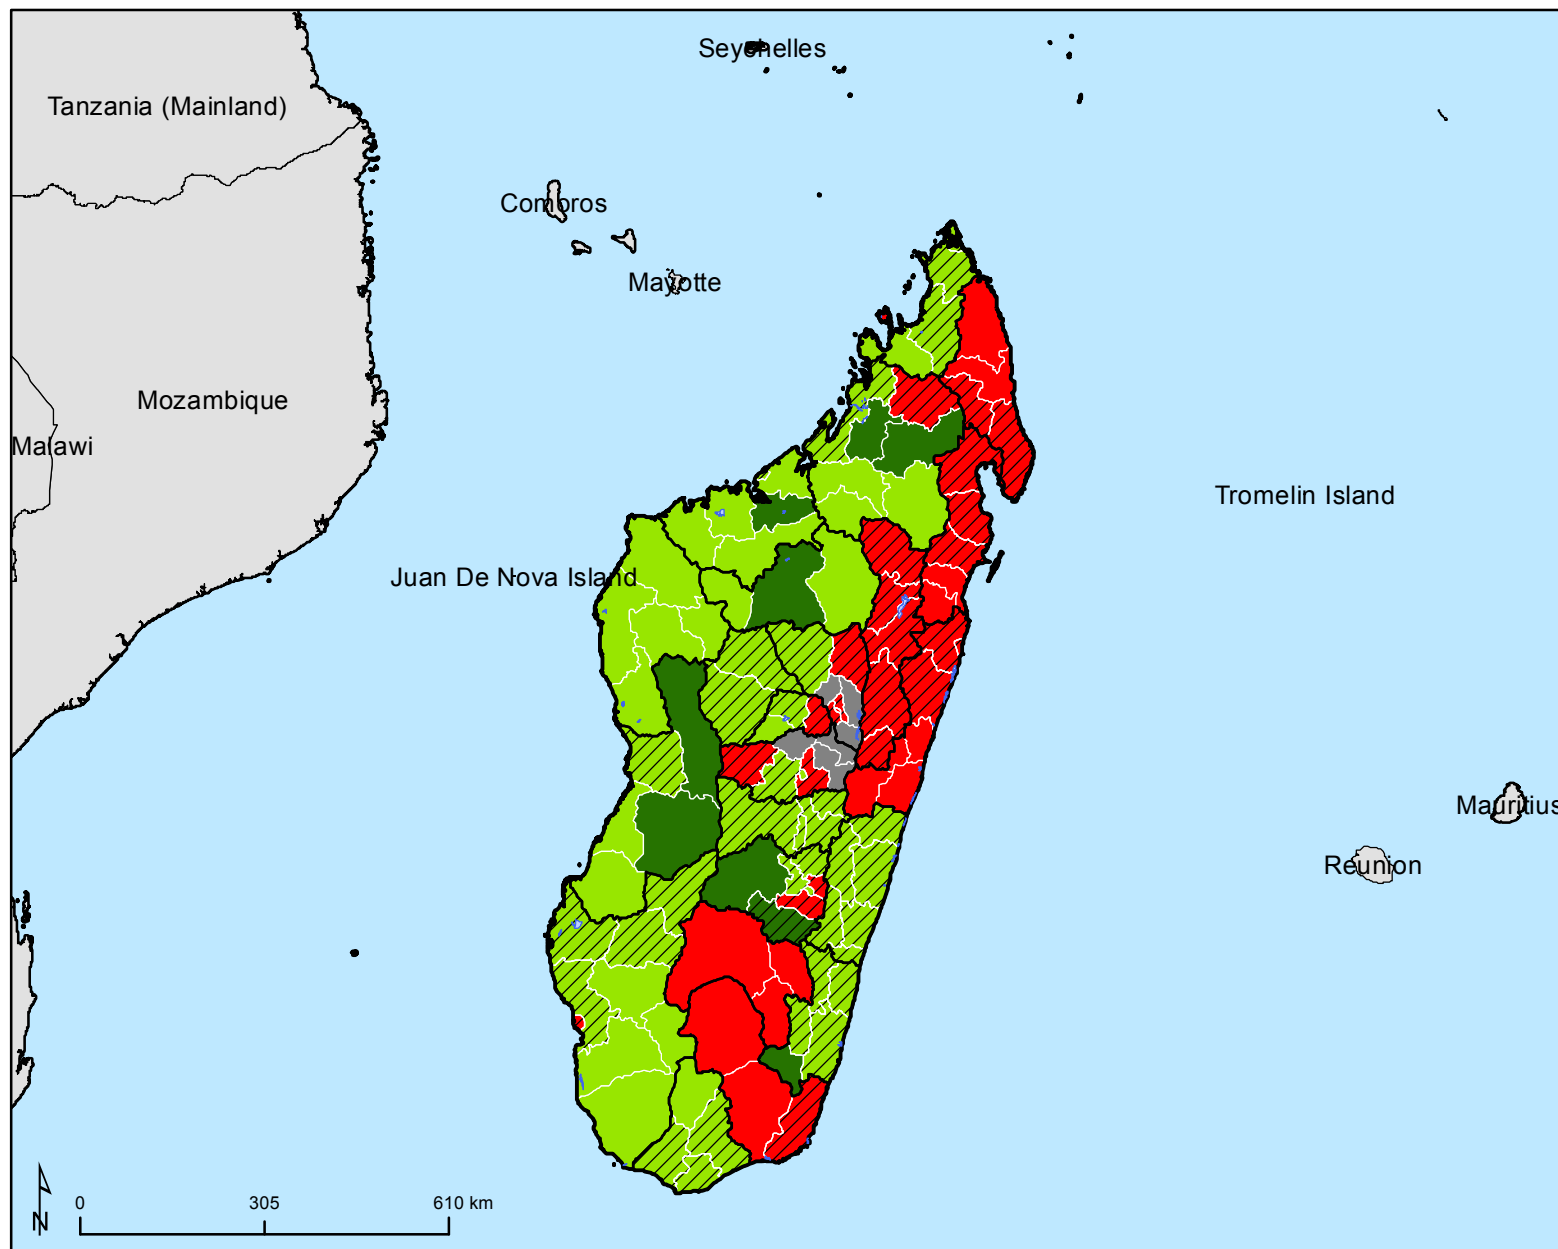 Seychelles
Tanzania (Mainland)
Comoros
Mayotte
Mozambique
Malawi
Tromelin Island
Juan De Nova Island
Mauritius
Reunion
N
0 305 610 km